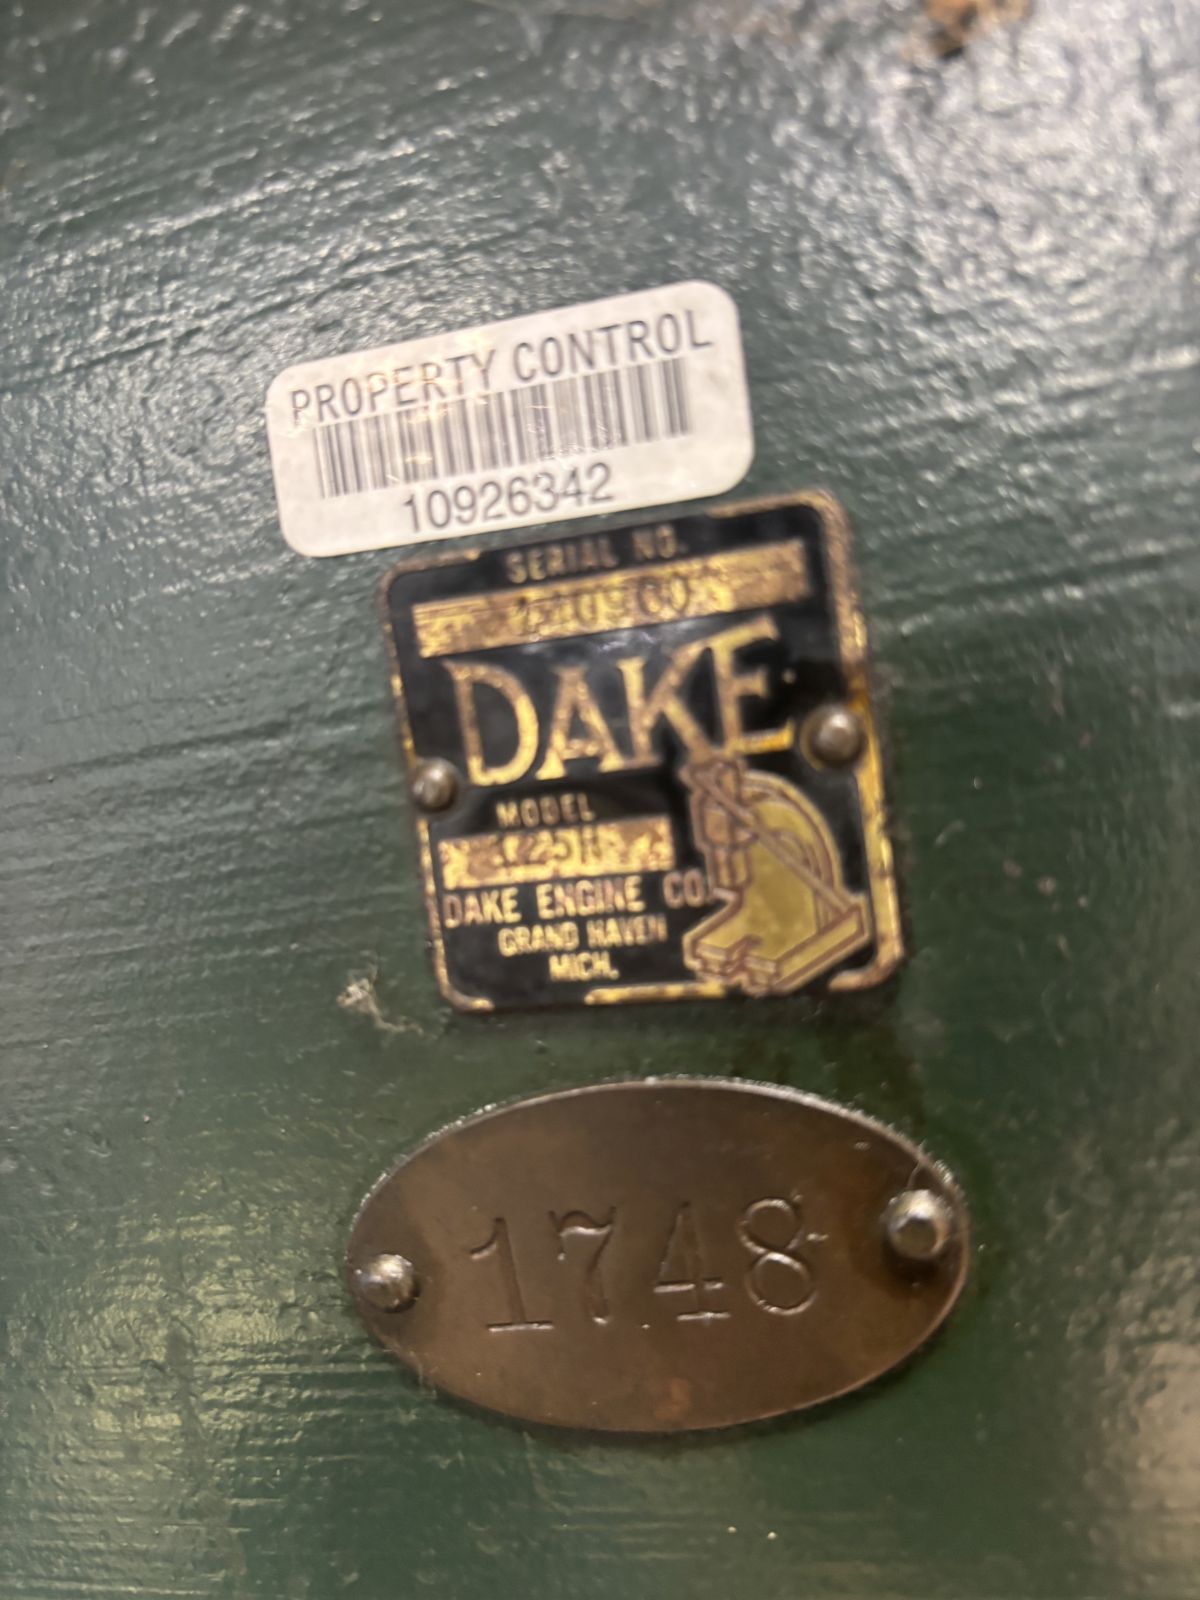 PROPERTY CONTROL
10926342
SERIAL NO.
DAKE
MODEL
DAKE ENGINE CO.
GRAND HAVEN
MICH.
1748